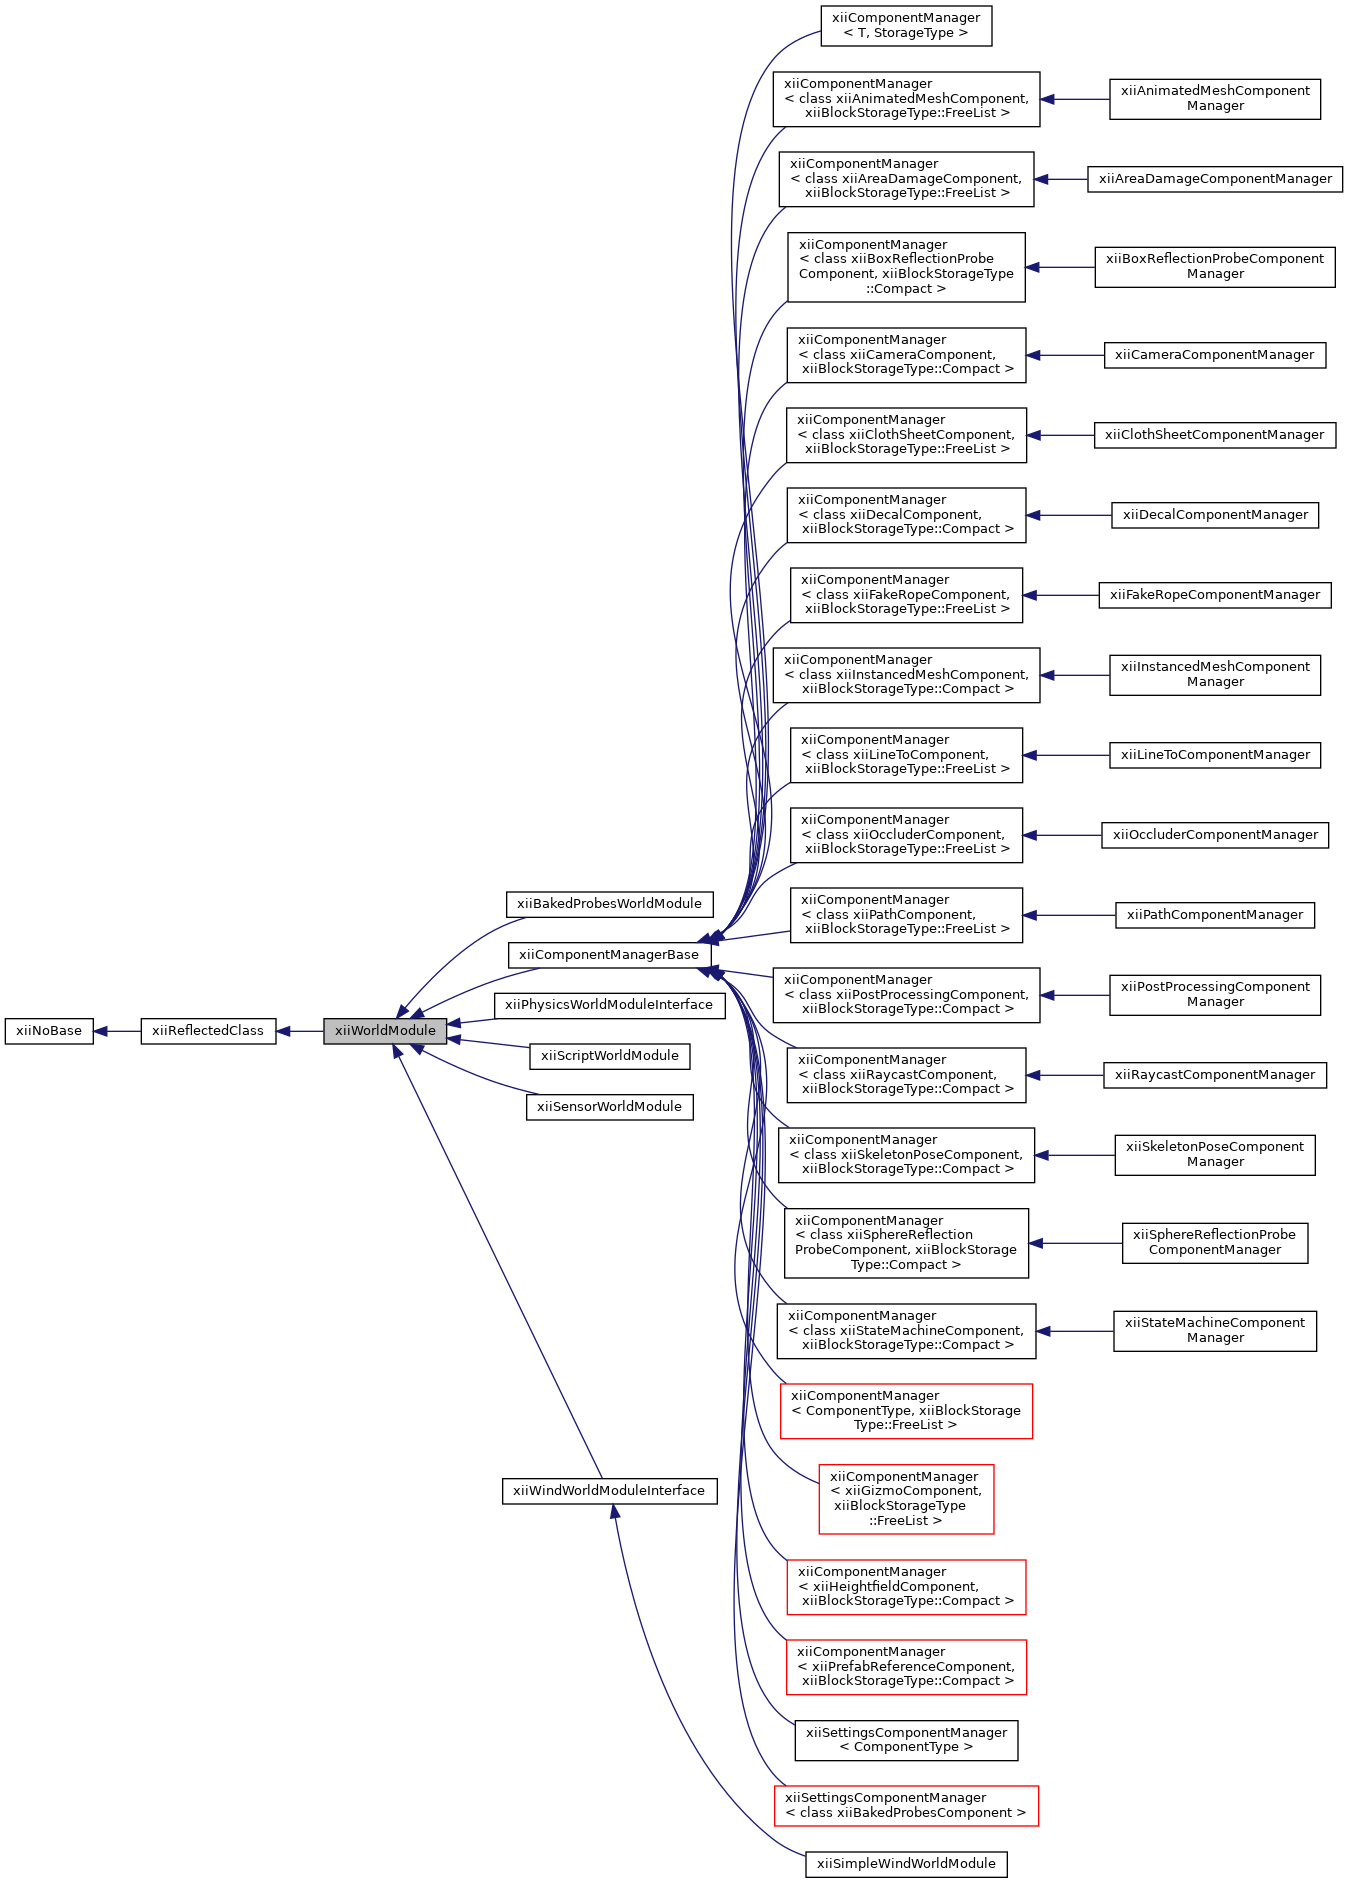 xiiNoBase
xiiReflectedClass
xiiWorldModule
xiiBakedProbesWorldModule
xiiComponentManagerBase
xiiPhysicsWorldModuleInterface
xiiScriptWorldModule
xiiSensorWorldModule
xiiWindWorldModuleInterface
xiiComponentManager
< T, StorageType >
xiiComponentManager
< class xiiAnimatedMeshComponent,
xiiBlockStorageType::FreeList >
xiiAnimatedMeshComponent
Manager
xiiComponentManager
< class xiiAreaDamageComponent,
xiiBlockStorageType::FreeList >
xiiAreaDamageComponentManager
xiiComponentManager
< class xiiBoxReflectionProbe
Component, xiiBlockStorageType
::Compact >
xiiBoxReflectionProbeComponent
Manager
xiiComponentManager
< class xiiCameraComponent,
xiiBlockStorageType::Compact >
xiiCameraComponentManager
xiiComponentManager
< class xiiClothSheetComponent,
xiiBlockStorageType::FreeList >
xiiClothSheetComponentManager
xiiComponentManager
< class xiiDecalComponent,
xiiBlockStorageType::Compact >
xiiDecalComponentManager
xiiComponentManager
< class xiiFakeRopeComponent,
xiiBlockStorageType::FreeList >
xiiFakeRopeComponentManager
xiiComponentManager
< class xiiInstancedMeshComponent,
xiiBlockStorageType::Compact >
xiiInstancedMeshComponent
Manager
xiiComponentManager
< class xiiLineToComponent,
xiiBlockStorageType::FreeList >
xiiLineToComponentManager
xiiComponentManager
< class xiiOccluderComponent,
xiiBlockStorageType::FreeList >
xiiOccluderComponentManager
xiiComponentManager
< class xiiPathComponent,
xiiBlockStorageType::FreeList >
xiiPathComponentManager
xiiComponentManager
< class xiiPostProcessingComponent,
xiiBlockStorageType::Compact >
xiiPostProcessingComponent
Manager
xiiComponentManager
< class xiiRaycastComponent,
xiiBlockStorageType::Compact >
xiiRaycastComponentManager
xiiComponentManager
< class xiiSkeletonPoseComponent,
xiiBlockStorageType::Compact >
xiiSkeletonPoseComponent
Manager
xiiComponentManager
< class xiiSphereReflection
ProbeComponent, xiiBlockStorage
Type::Compact >
xiiSphereReflectionProbe
ComponentManager
xiiComponentManager
< class xiiStateMachineComponent,
xiiBlockStorageType::Compact >
xiiStateMachineComponent
Manager
xiiComponentManager
< ComponentType, xiiBlockStorage
Type::FreeList >
xiiComponentManager
< xiiGizmoComponent,
xiiBlockStorageType
::FreeList >
xiiComponentManager
< xiiHeightfieldComponent,
xiiBlockStorageType::Compact >
xiiComponentManager
< xiiPrefabReferenceComponent,
xiiBlockStorageType::Compact >
xiiSettingsComponentManager
< ComponentType >
xiiSettingsComponentManager
< class xiiBakedProbesComponent >
xiiSimpleWindWorldModule